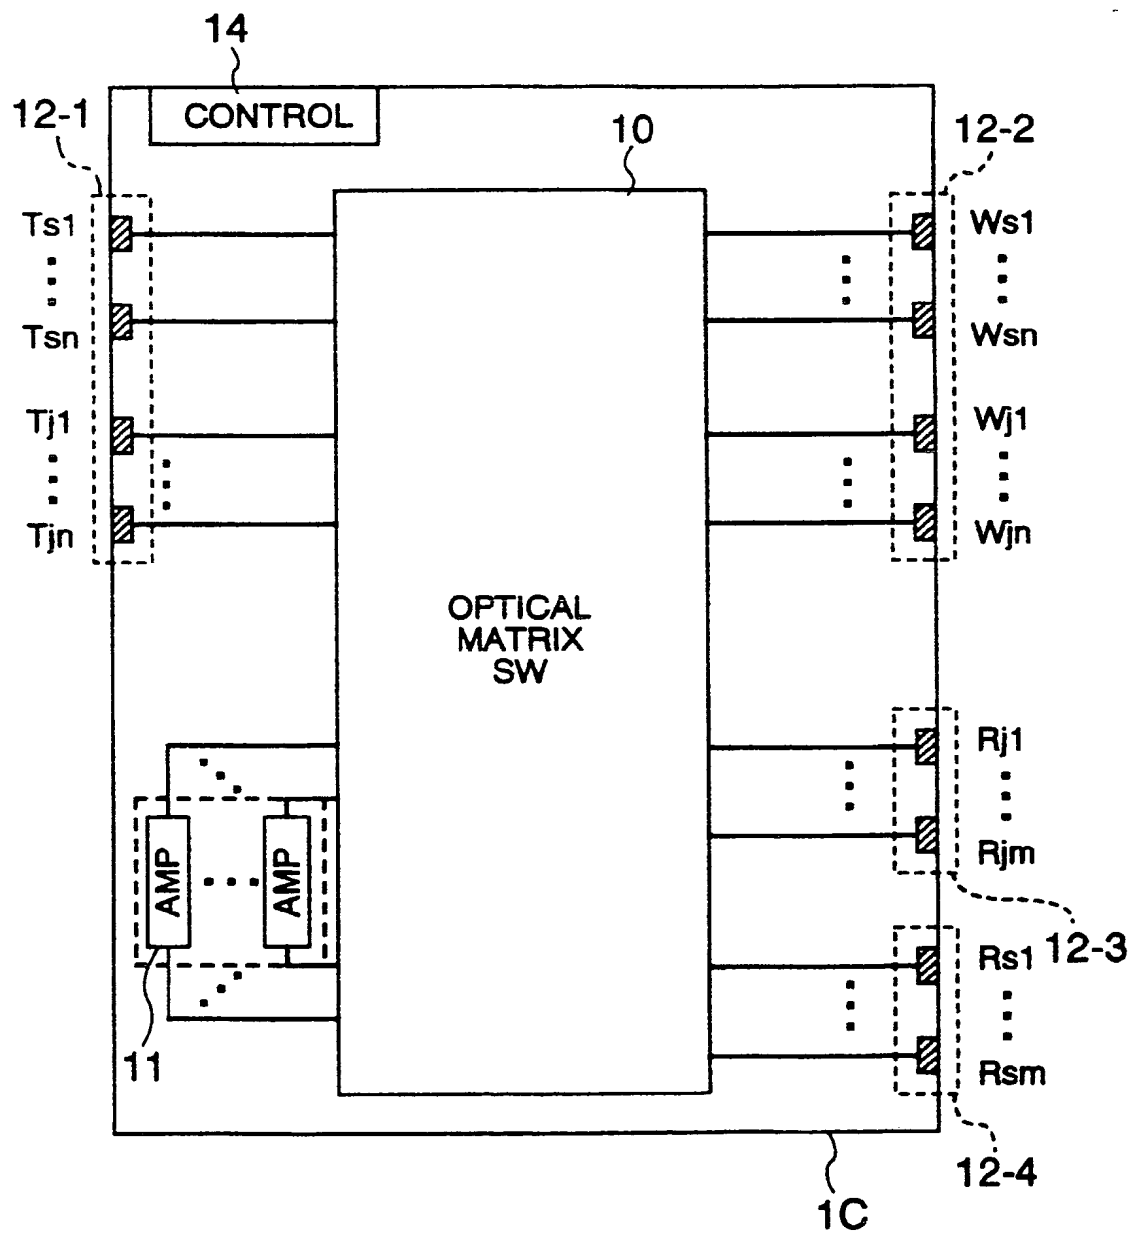 14
CONTROL
12-1
10
12-2
Ts1
Ws1
Tsn
Wsn
Tj1
Wj1
Tjn
Wjn
OPTICAL
MATRIX
SW
Rj1
AMP
AMP
Rjm
12-3
Rs1
11
Rsm
12-4
1C